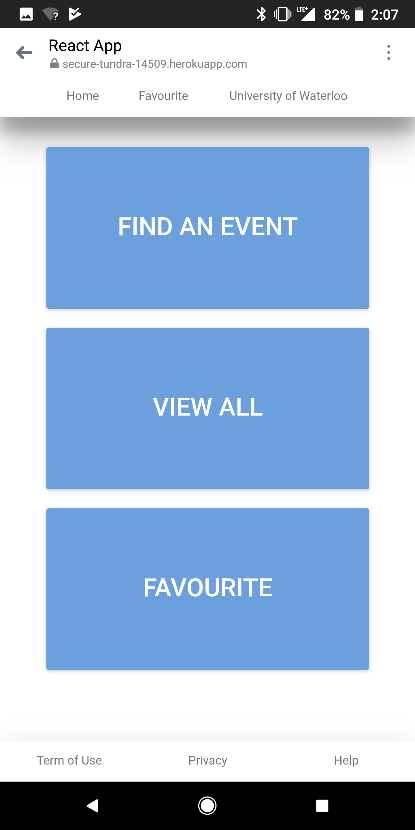 LTE+ 82% 2:07
React App
secure-tundra-14509.herokuapp.com
Home Favourite University of Waterloo
FIND AN EVENT
VIEW ALL
FAVOURITE
Term of Use Privacy Help